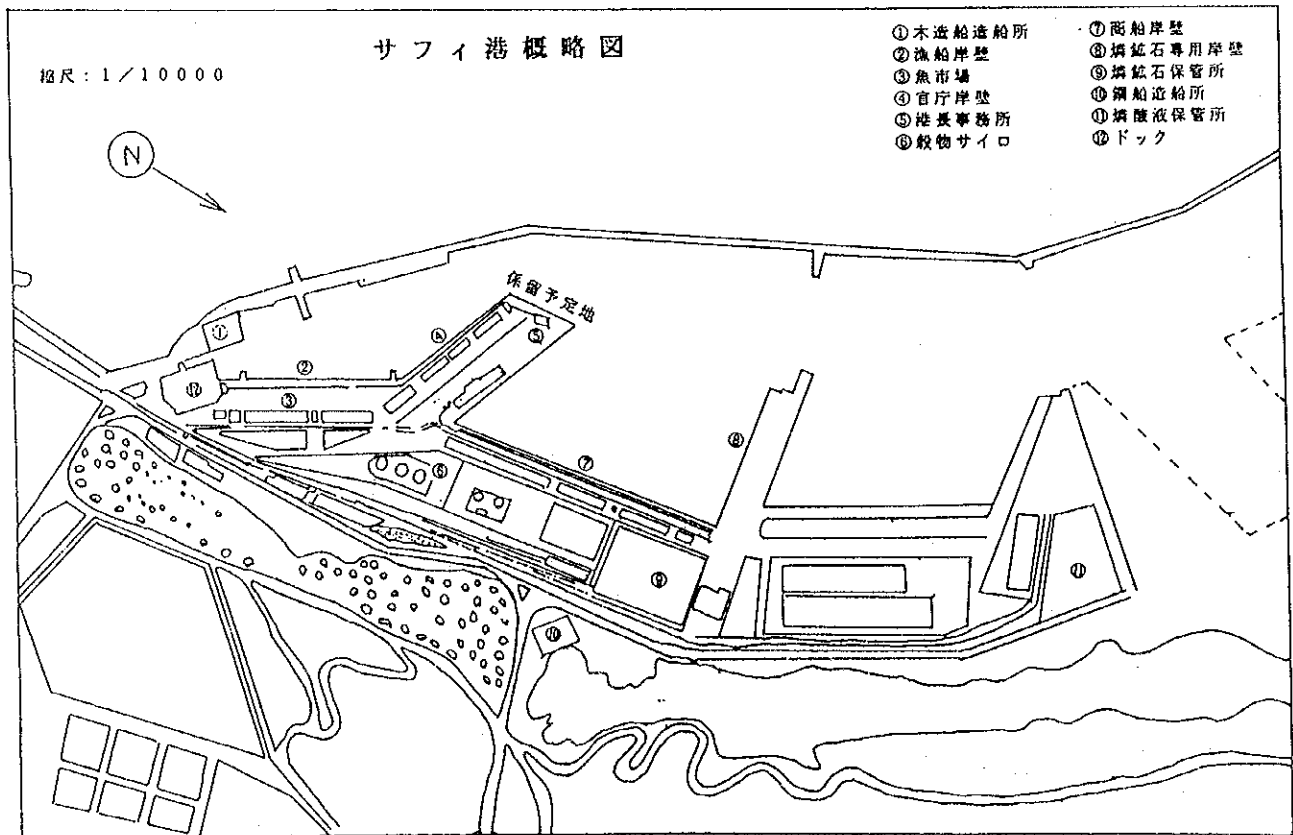 サフィ港概略図
縮尺：1／10000
①木造船造船所
②漁船岸壁
③魚市場
④官庁岸壁
⑤港長事務所
⑥穀物サイロ
⑦商船岸壁
⑧燐鉱石専用岸壁
⑨燐鉱石保管所
⑩鋼船造船所
⑪燐酸液保管所
⑫ドック
N
係留予定地
①
②
③
④
⑤
⑥
⑦
⑧
⑨
⑩
⑪
⑫